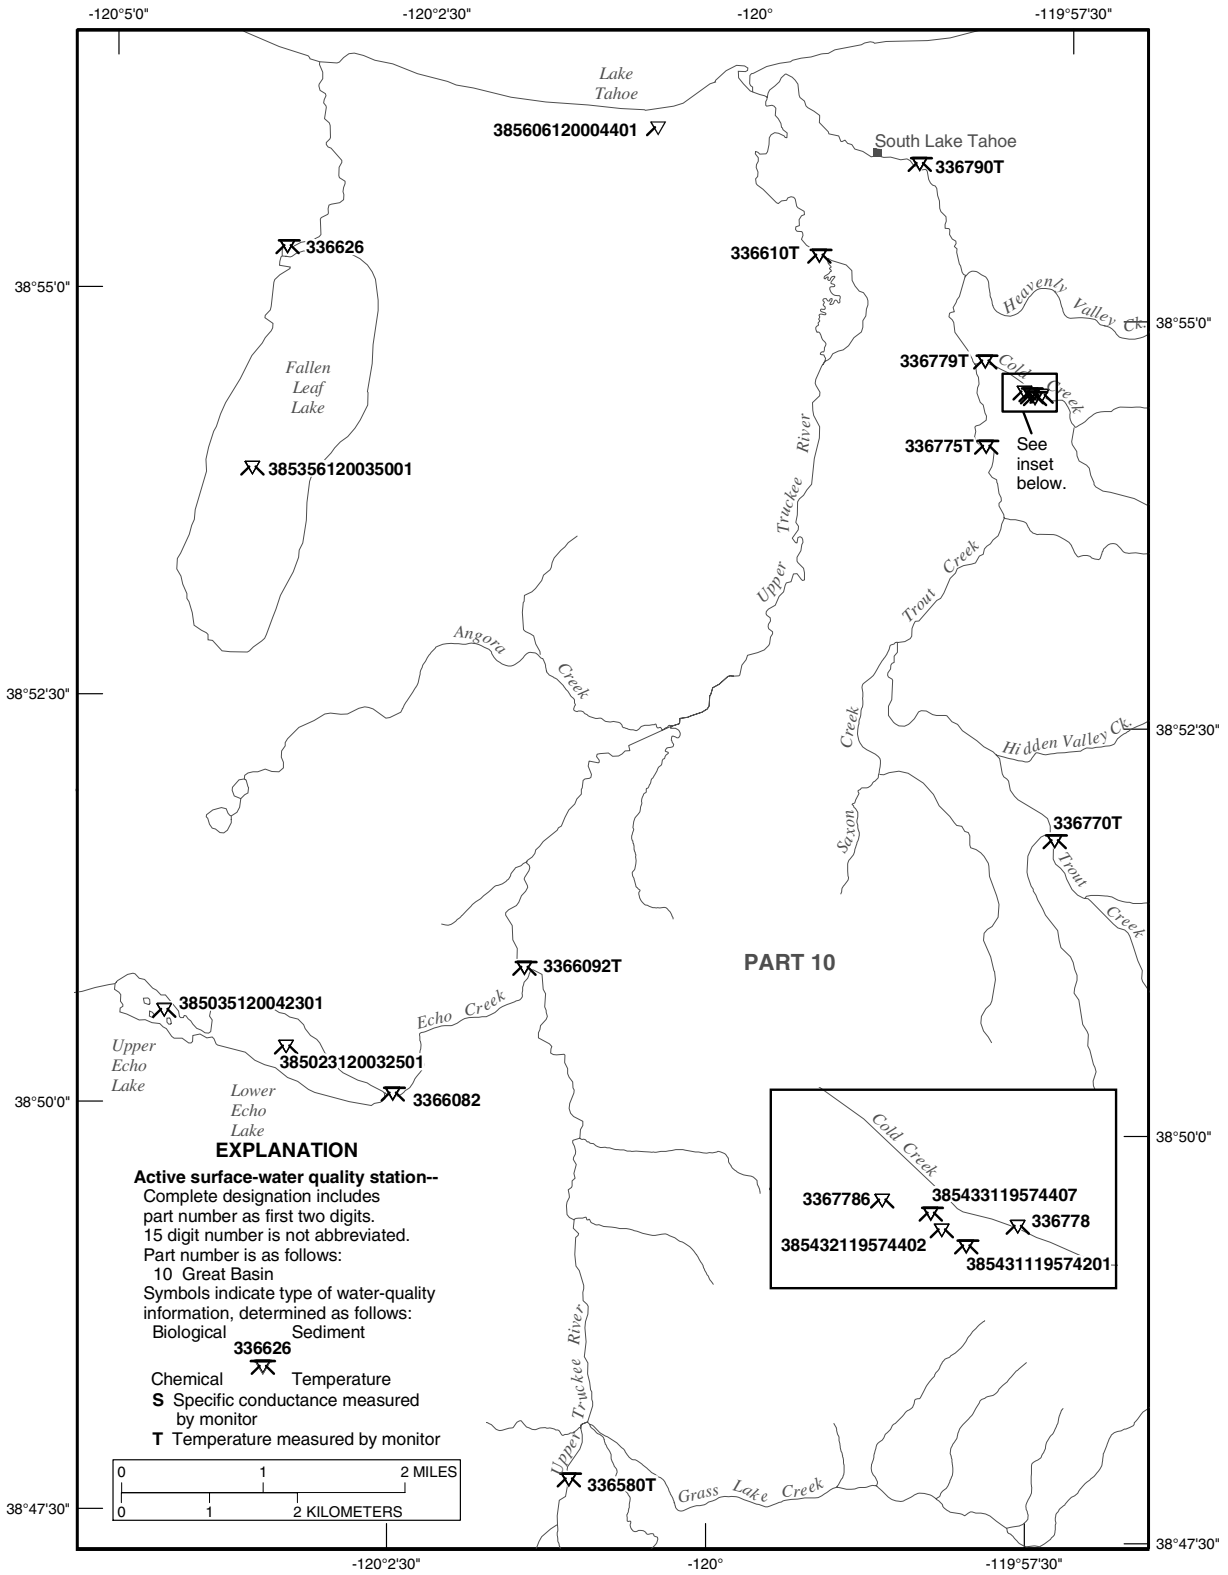 -120°5'0"
-120°2'30"
-120°
-119°57'30"
Lake
Tahoe
385606120004401
South Lake Tahoe
336790T
336626
336610T
38°55'0"
Heavenly Valley Ck.
38°55'0"
336779T
Cold Creek
Fallen
Leaf
Lake
336775T
See
inset
below.
385356120035001
Upper Truckee River
Trout Creek
Angora Creek
38°52'30"
Saxon Creek
Hidden Valley Ck.
38°52'30"
336770T
Trout Creek
PART 10
3366092T
385035120042301
Echo Creek
Upper
Echo
Lake
385023120032501
Lower
Echo
Lake
3366082
38°50'0"
38°50'0"
EXPLANATION
Active surface-water quality station--
Complete designation includes
part number as first two digits.
15 digit number is not abbreviated.
Part number is as follows:
10 Great Basin
Symbols indicate type of water-quality
information, determined as follows:
Biological Sediment
336626
Chemical Temperature
S Specific conductance measured
by monitor
T Temperature measured by monitor
0 1 2 MILES
0 1 2 KILOMETERS
Cold Creek
3367786
385433119574407
336778
385432119574402
385431119574201
Upper Truckee River
336580T
Grass Lake Creek
38°47'30"
38°47'30"
-120°2'30"
-120°
-119°57'30"